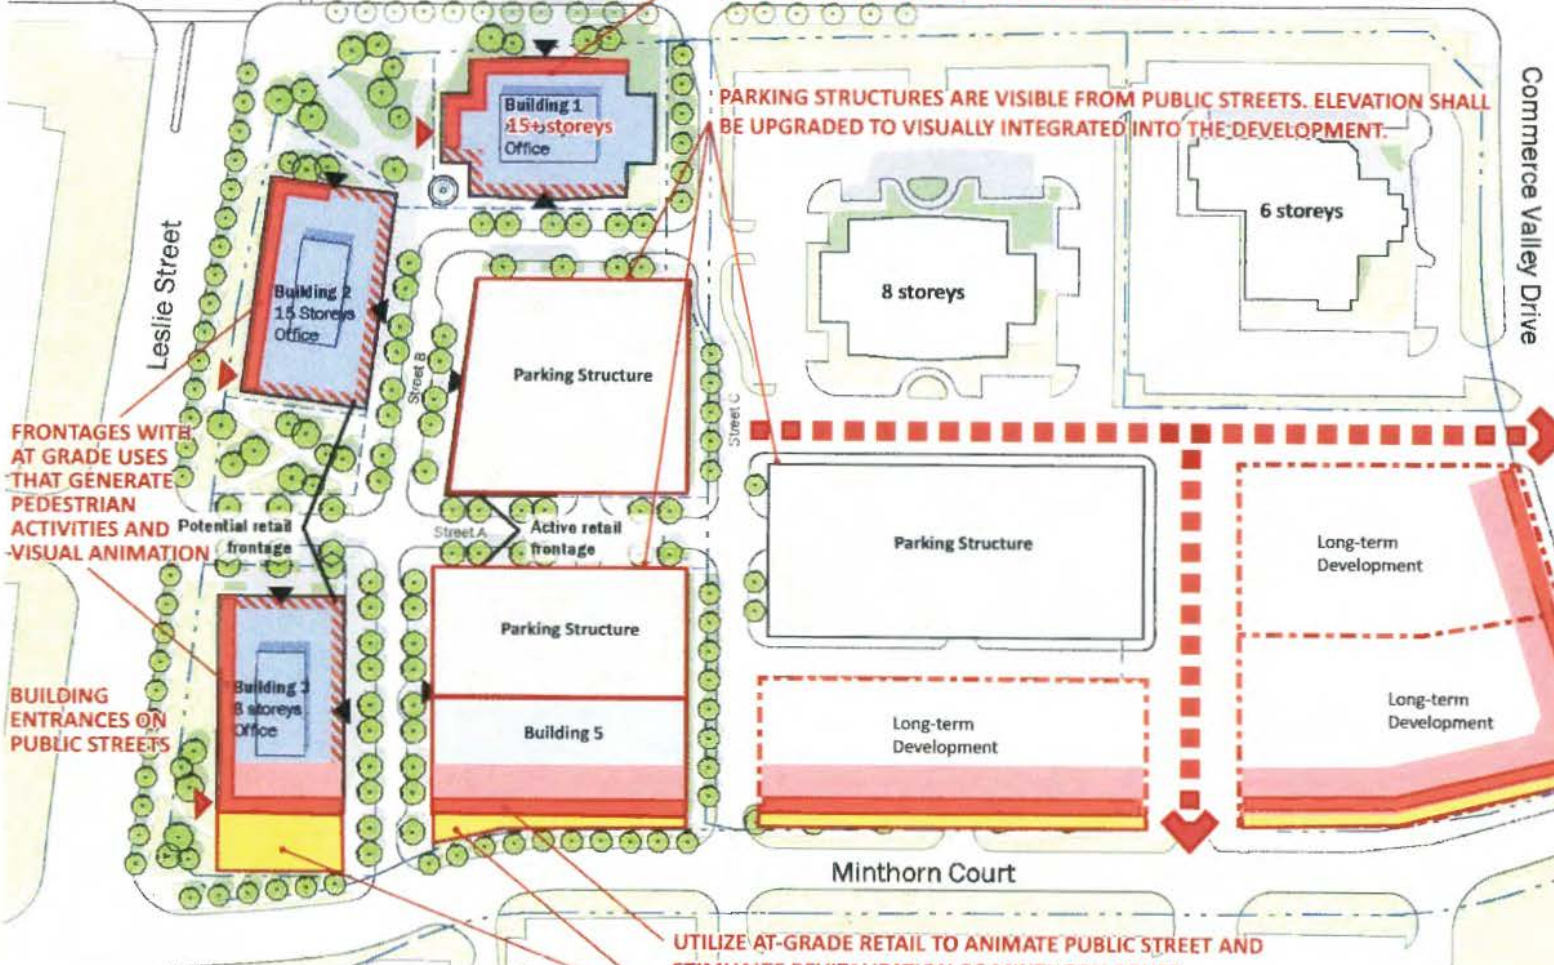 Building 1
15+ storeys
Office
PARKING STRUCTURES ARE VISIBLE FROM PUBLIC STREETS. ELEVATION SHALL
BE UPGRADED TO VISUALLY INTEGRATED INTO THE DEVELOPMENT.
Commerce Valley Drive
6 storeys
8 storeys
Leslie Street
Building 2
15 Storeys
Office
Street B
Parking Structure
Street C
FRONTAGES WITH
AT GRADE USES
THAT GENERATE
PEDESTRIAN
ACTIVITIES AND
VISUAL ANIMATION
Potential retail
frontage
Street A
Active retail
frontage
Parking Structure
Long-term
Development
Parking Structure
Building 3
8 storeys
Office
BUILDING
ENTRANCES ON
PUBLIC STREETS
Building 5
Long-term
Development
Long-term
Development
Minthorn Court
UTILIZE AT-GRADE RETAIL TO ANIMATE PUBLIC STREET AND